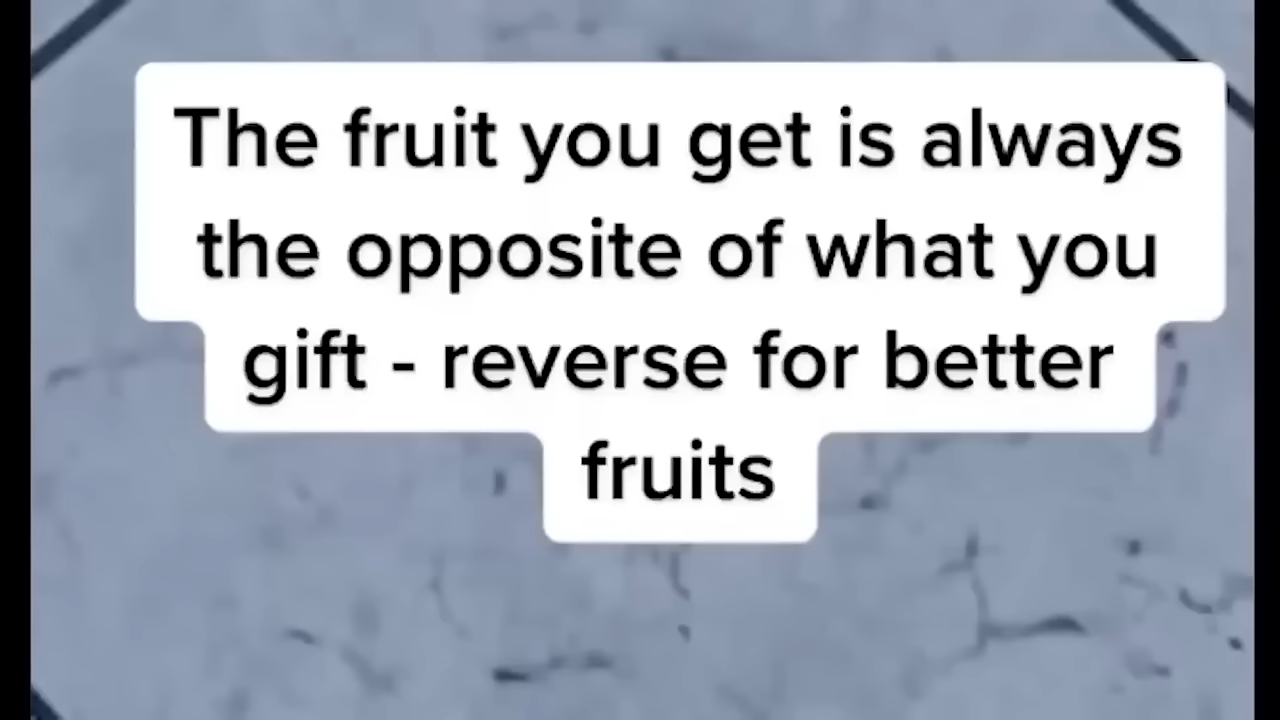 The fruit you get is always
the opposite of what you
gift - reverse for better
fruits